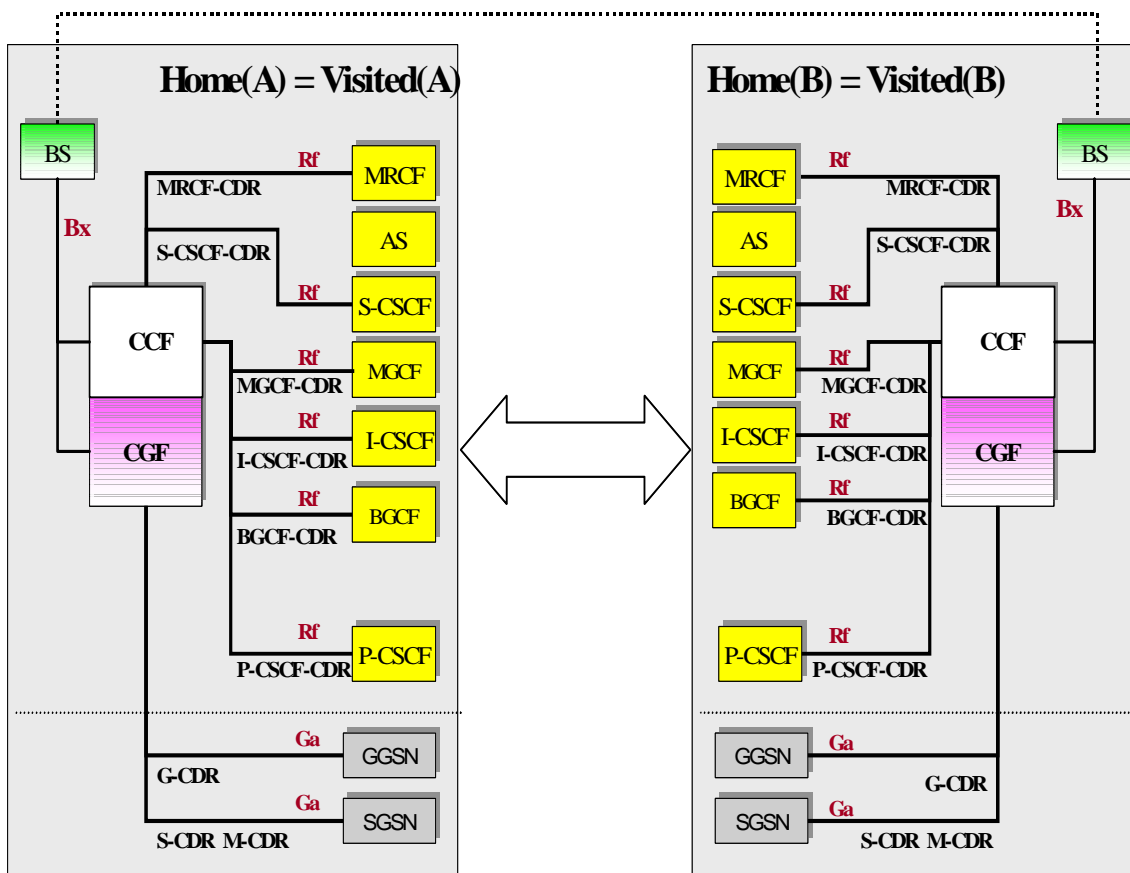 Home(A) = Visited(A)
BS
Bx
Rf
MRCF
MRCF-CDR
AS
S-CSCF-CDR
Rf
S-CSCF
CCF
Rf
MGCF
MGCF-CDR
Rf
I-CSCF
CGF
I-CSCF-CDR
Rf
BGCF
BGCF-CDR
Rf
P-CSCF
P-CSCF-CDR
Ga
GGSN
G-CDR
Ga
SGSN
S-CDR M-CDR
Home(B) = Visited(B)
BS
Bx
MRCF
Rf
MRCF-CDR
AS
S-CSCF-CDR
S-CSCF
Rf
CCF
MGCF
Rf
MGCF-CDR
I-CSCF
Rf
I-CSCF-CDR
CGF
BGCF
Rf
BGCF-CDR
P-CSCF
Rf
P-CSCF-CDR
GGSN
Ga
G-CDR
SGSN
Ga
S-CDR M-CDR